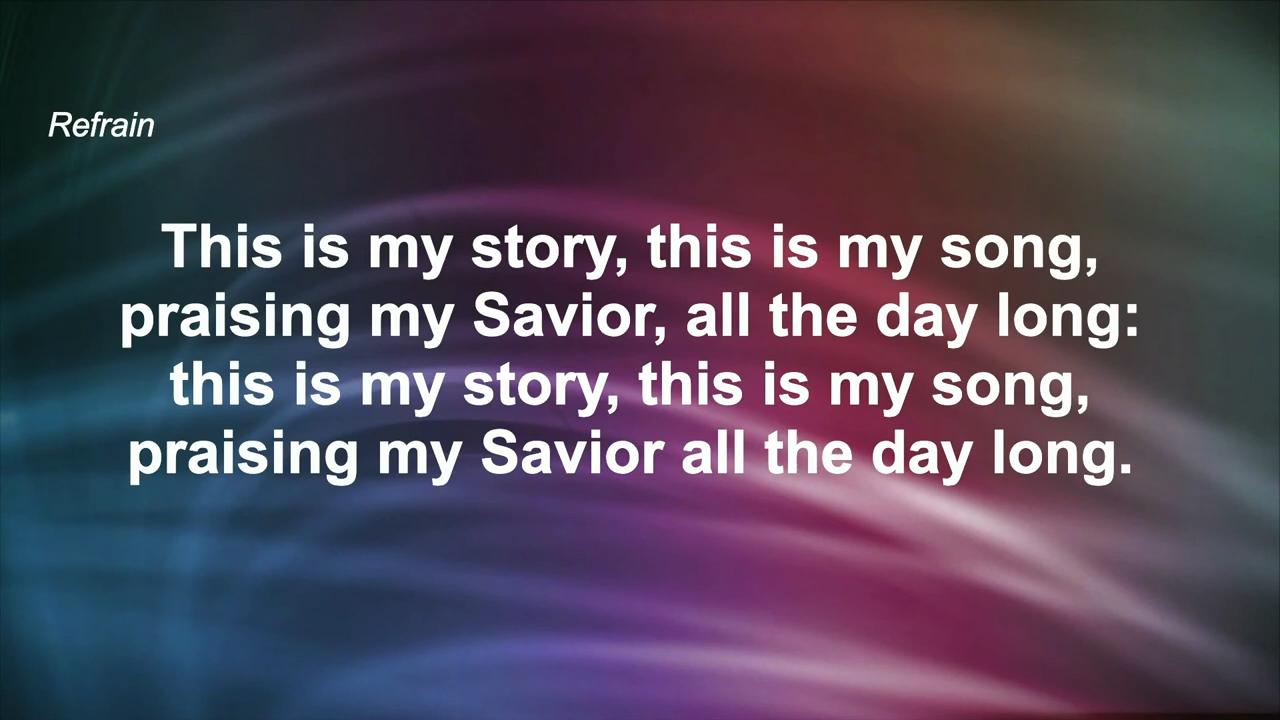 Refrain
This is my story, this is my song,
praising my Savior, all the day long:
this is my story, this is my song,
praising my Savior all the day long.